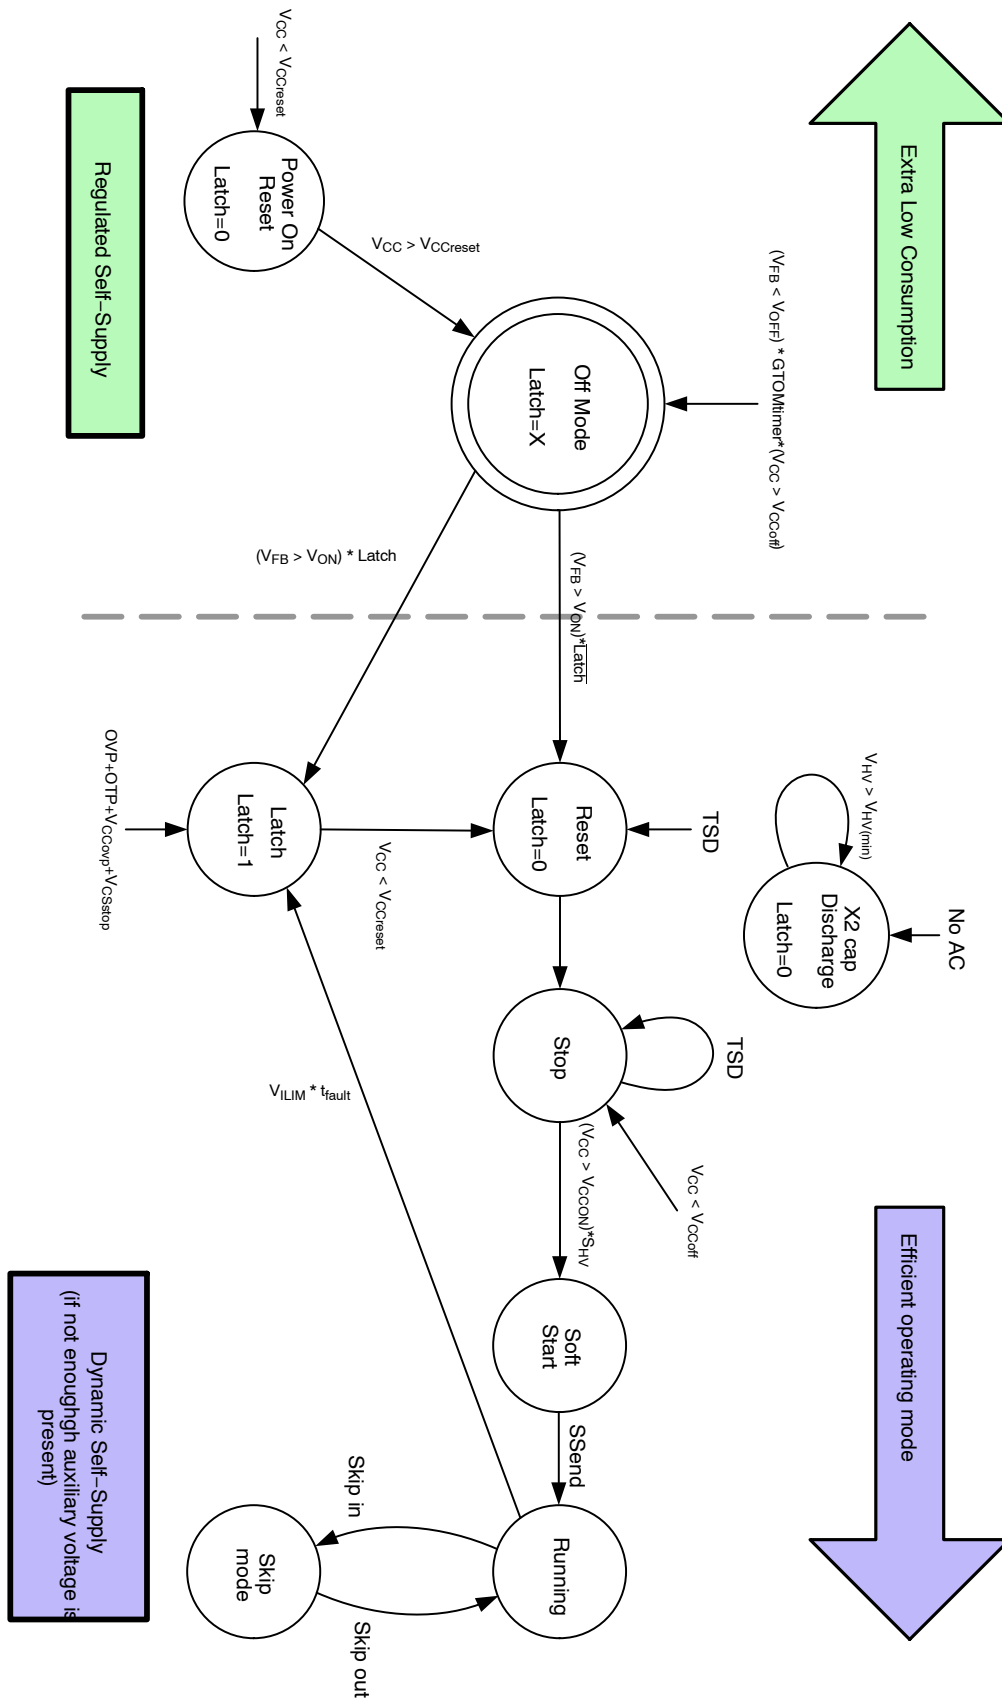 Extra Low Consumption
Efficient operating mode
(VFB < VOFF) * GTOMtimer*(VCC > VCCoff)
No AC
X2 cap
Discharge
Latch=0
VHV > VHV(min)
TSD
TSD
VCC < VCCoff
Off Mode
Latch=X
(VFB > VON)*Latch
Reset
Latch=0
Stop
(VCC > VCCON)*SHV
Soft
Start
SSend
Running
VCC > VCCreset
(VFB > VON) * Latch
VCC < VCCreset
VILIM * tfault
Skip in
Skip out
VCC < VCCreset
Power On
Reset
Latch=0
Latch
Latch=1
Skip
mode
OVP+OTP+VCCovp+VCSstop
Regulated Self-Supply
Dynamic Self-Supply
(if not enoughgh auxiliary voltage is
present)